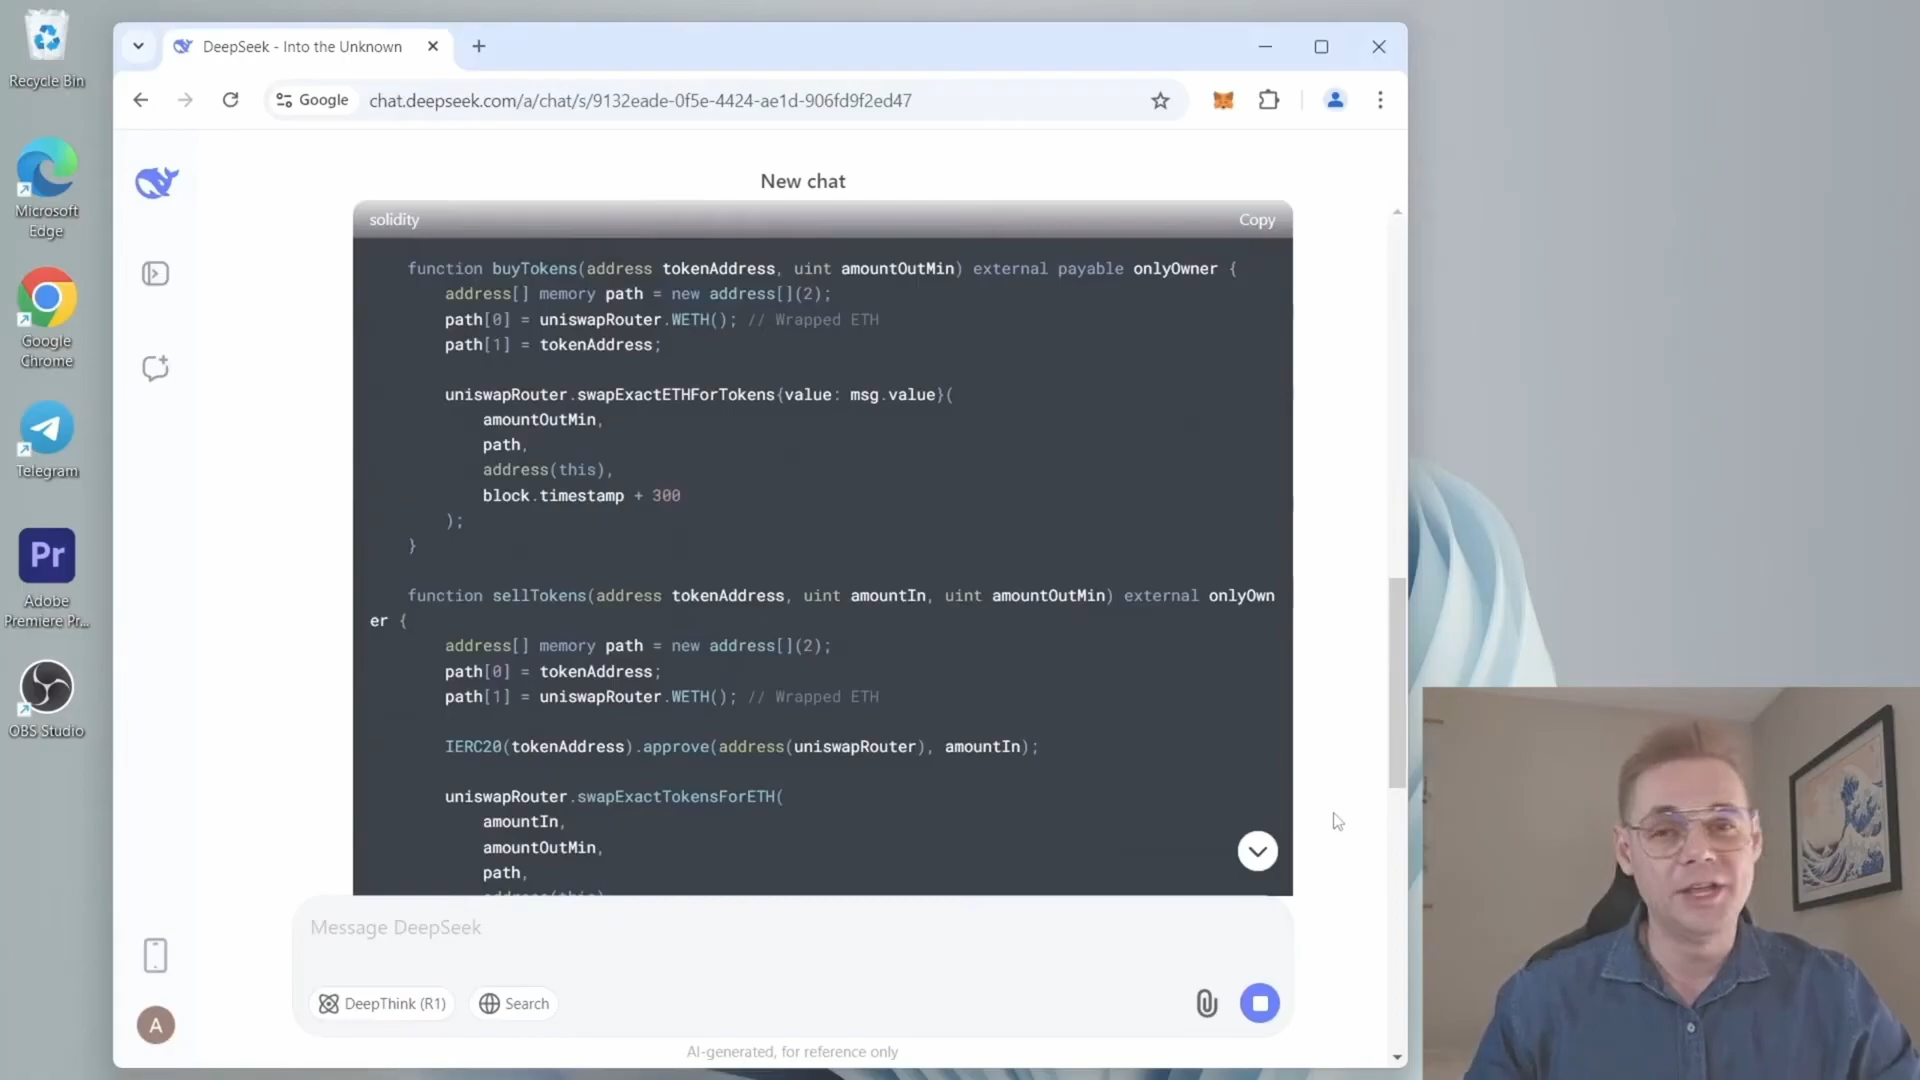 Recycle Bin
Microsoft
Edge
Google
Chrome
Telegram
Pr
Adobe
Premiere Pr...
OBS Studio
DeepSeek - Into the Unknown
Google
chat.deepseek.com/a/chat/s/9132eade-0f5e-4424-ae1d-906fd9f2ed47
New chat
solidity
Copy
function buyTokens(address tokenAddress, uint amountOutMin) external payable onlyOwner {
address[] memory path = new address[](2);
path[0] = uniswapRouter.WETH(); // Wrapped ETH
path[1] = tokenAddress;
uniswapRouter.swapExactETHForTokens{value: msg.value}(
amountOutMin,
path,
address(this),
block.timestamp + 300
);
}
function sellTokens(address tokenAddress, uint amountIn, uint amountOutMin) external onlyOwn
er {
address[] memory path = new address[](2);
path[0] = tokenAddress;
path[1] = uniswapRouter.WETH(); // Wrapped ETH
IERC20(tokenAddress).approve(address(uniswapRouter), amountIn);
uniswapRouter.swapExactTokensForETH(
amountIn,
amountOutMin,
path,
address(this)
Message DeepSeek
DeepThink (R1)
Search
A
AI-generated, for reference only